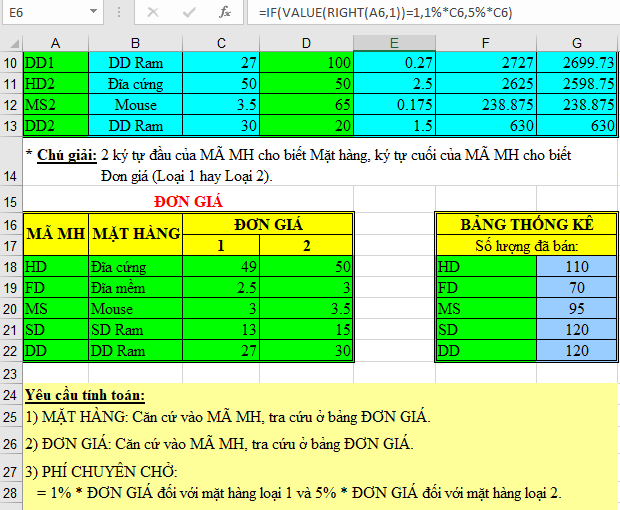 E6 fx =IF(VALUE(RIGHT(A6,1))=1,1%*C6,5%*C6)
A B C D E F G
10 DD1 DD Ram 27 100 0.27 2727 2699.73
11 HD2 Đĩa cứng 50 50 2.5 2625 2598.75
12 MS2 Mouse 3.5 65 0.175 238.875 238.875
13 DD2 DD Ram 30 20 1.5 630 630
* Chú giải: 2 ký tự đầu của MÃ MH cho biết Mặt hàng, ký tự cuối của MÃ MH cho biết
14 Đơn giá (Loại 1 hay Loại 2).
15 ĐƠN GIÁ
16 MÃ MH MẶT HÀNG ĐƠN GIÁ BẢNG THỐNG KÊ
17 1 2 Số lượng đã bán:
18 HD Đĩa cứng 49 50 HD 110
19 FD Đĩa mềm 2.5 3 FD 70
20 MS Mouse 3 3.5 MS 95
21 SD SD Ram 13 15 SD 120
22 DD DD Ram 27 30 DD 120
23
24 Yêu cầu tính toán:
25 1) MẶT HÀNG: Căn cứ vào MÃ MH, tra cứu ở bảng ĐƠN GIÁ.
26 2) ĐƠN GIÁ: Căn cứ vào MÃ MH, tra cứu ở bảng ĐƠN GIÁ.
27 3) PHÍ CHUYÊN CHỞ:
28 = 1% * ĐƠN GIÁ đối với mặt hàng loại 1 và 5% * ĐƠN GIÁ đối với mặt hàng loại 2.